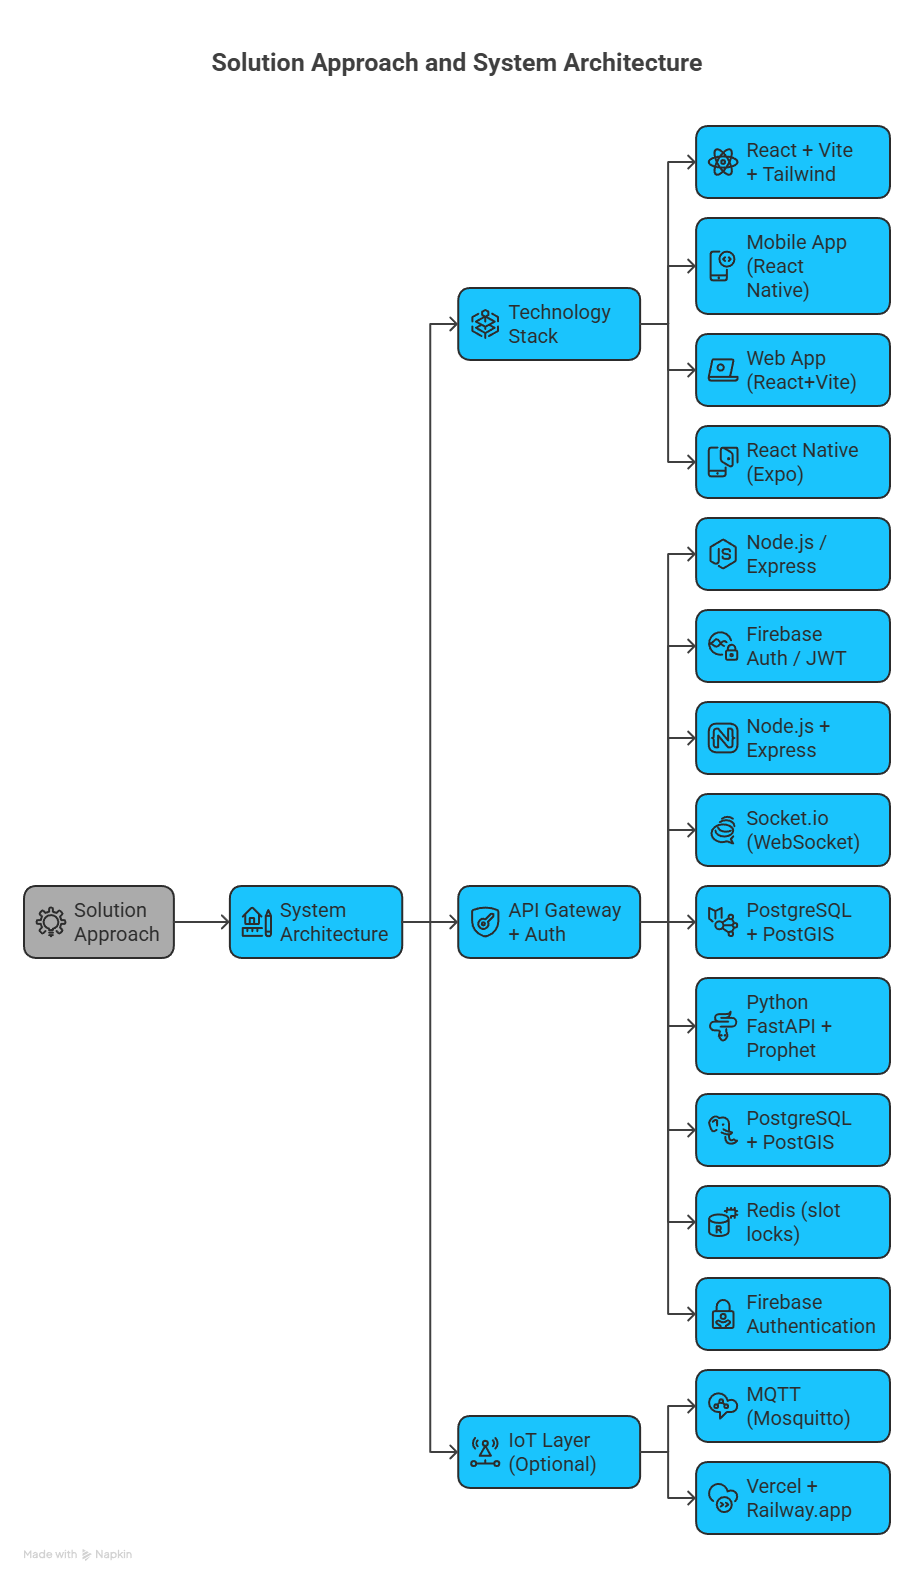 Solution Approach and System Architecture
React + Vite
+ Tailwind
Mobile App
(React
Native)
Technology
Stack
Web App
(React+Vite)
React Native
(Expo)
Node.js /
Express
Firebase
Auth / JWT
Node.js +
Express
Socket.io
(WebSocket)
Solution
Approach
System
Architecture
API Gateway
+ Auth
PostgreSQL
+ PostGIS
Python
FastAPI +
Prophet
PostgreSQL
+ PostGIS
Redis (slot
locks)
Firebase
Authentication
MQTT
(Mosquitto)
IoT Layer
(Optional)
Vercel +
Railway.app
Made with Napkin